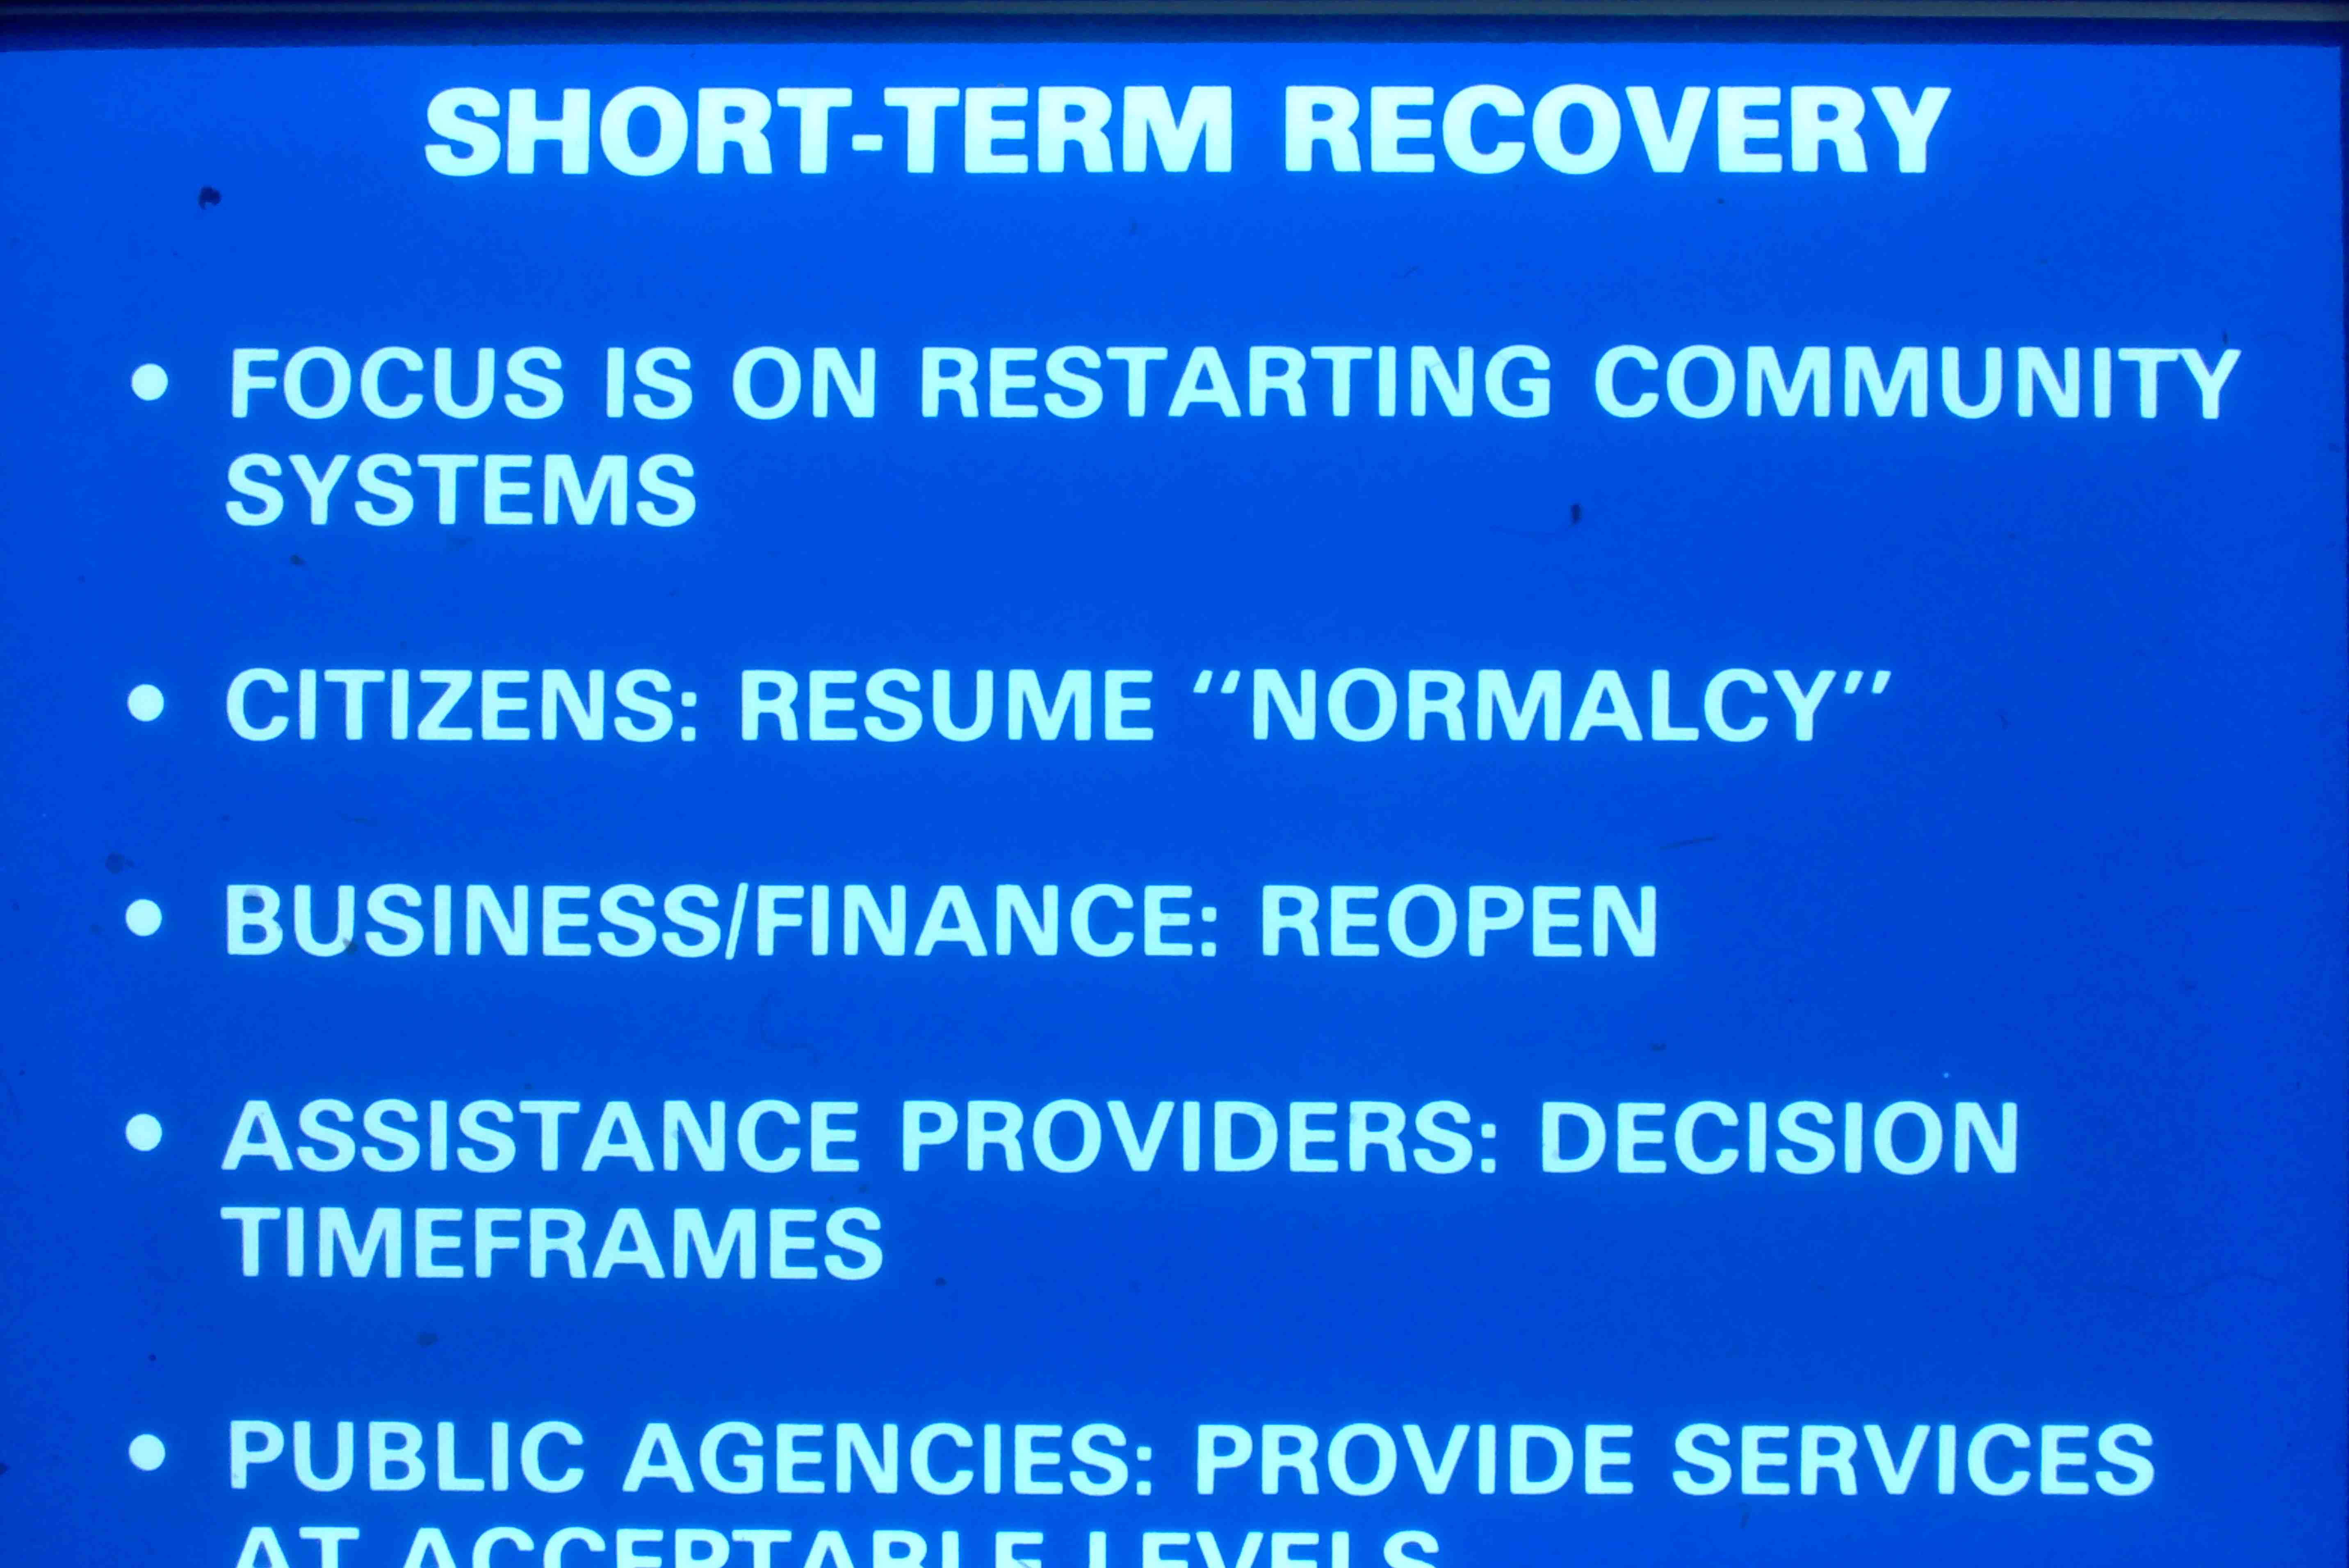 SHORT-TERM RECOVERY
• FOCUS IS ON RESTARTING COMMUNITY
SYSTEMS
• CITIZENS: RESUME “NORMALCY”
• BUSINESS/FINANCE: REOPEN
• ASSISTANCE PROVIDERS: DECISION
TIMEFRAMES
• PUBLIC AGENCIES: PROVIDE SERVICES
AT ACCEPTABLE LEVELS